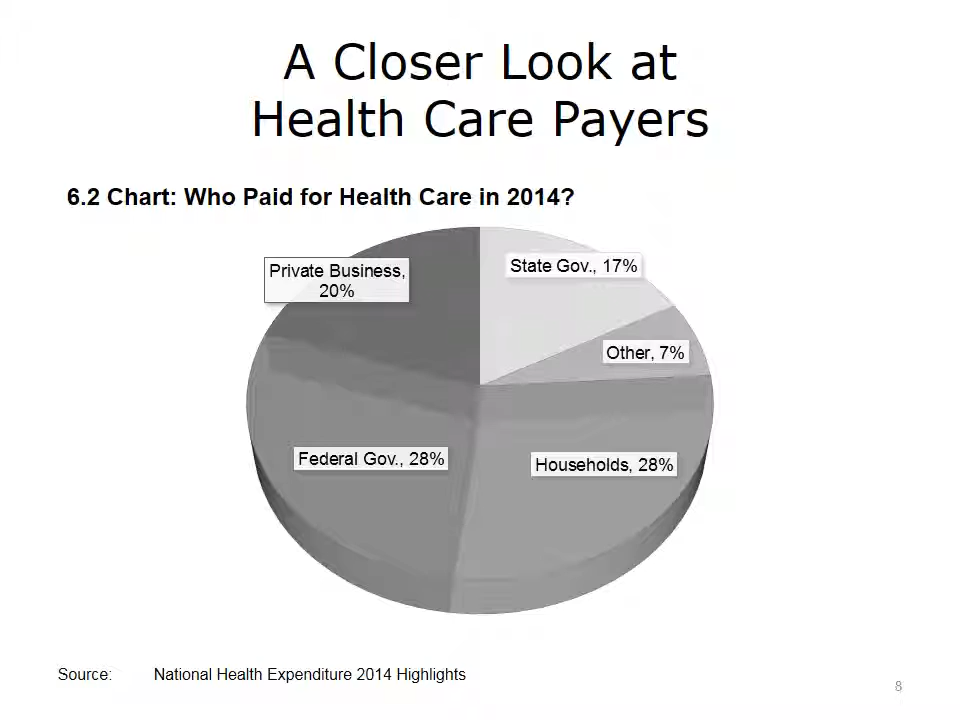 A Closer Look at
Health Care Payers
6.2 Chart: Who Paid for Health Care in 2014?
Private Business,
20%
State Gov., 17%
Other, 7%
Federal Gov., 28%
Households, 28%
Source: National Health Expenditure 2014 Highlights
8